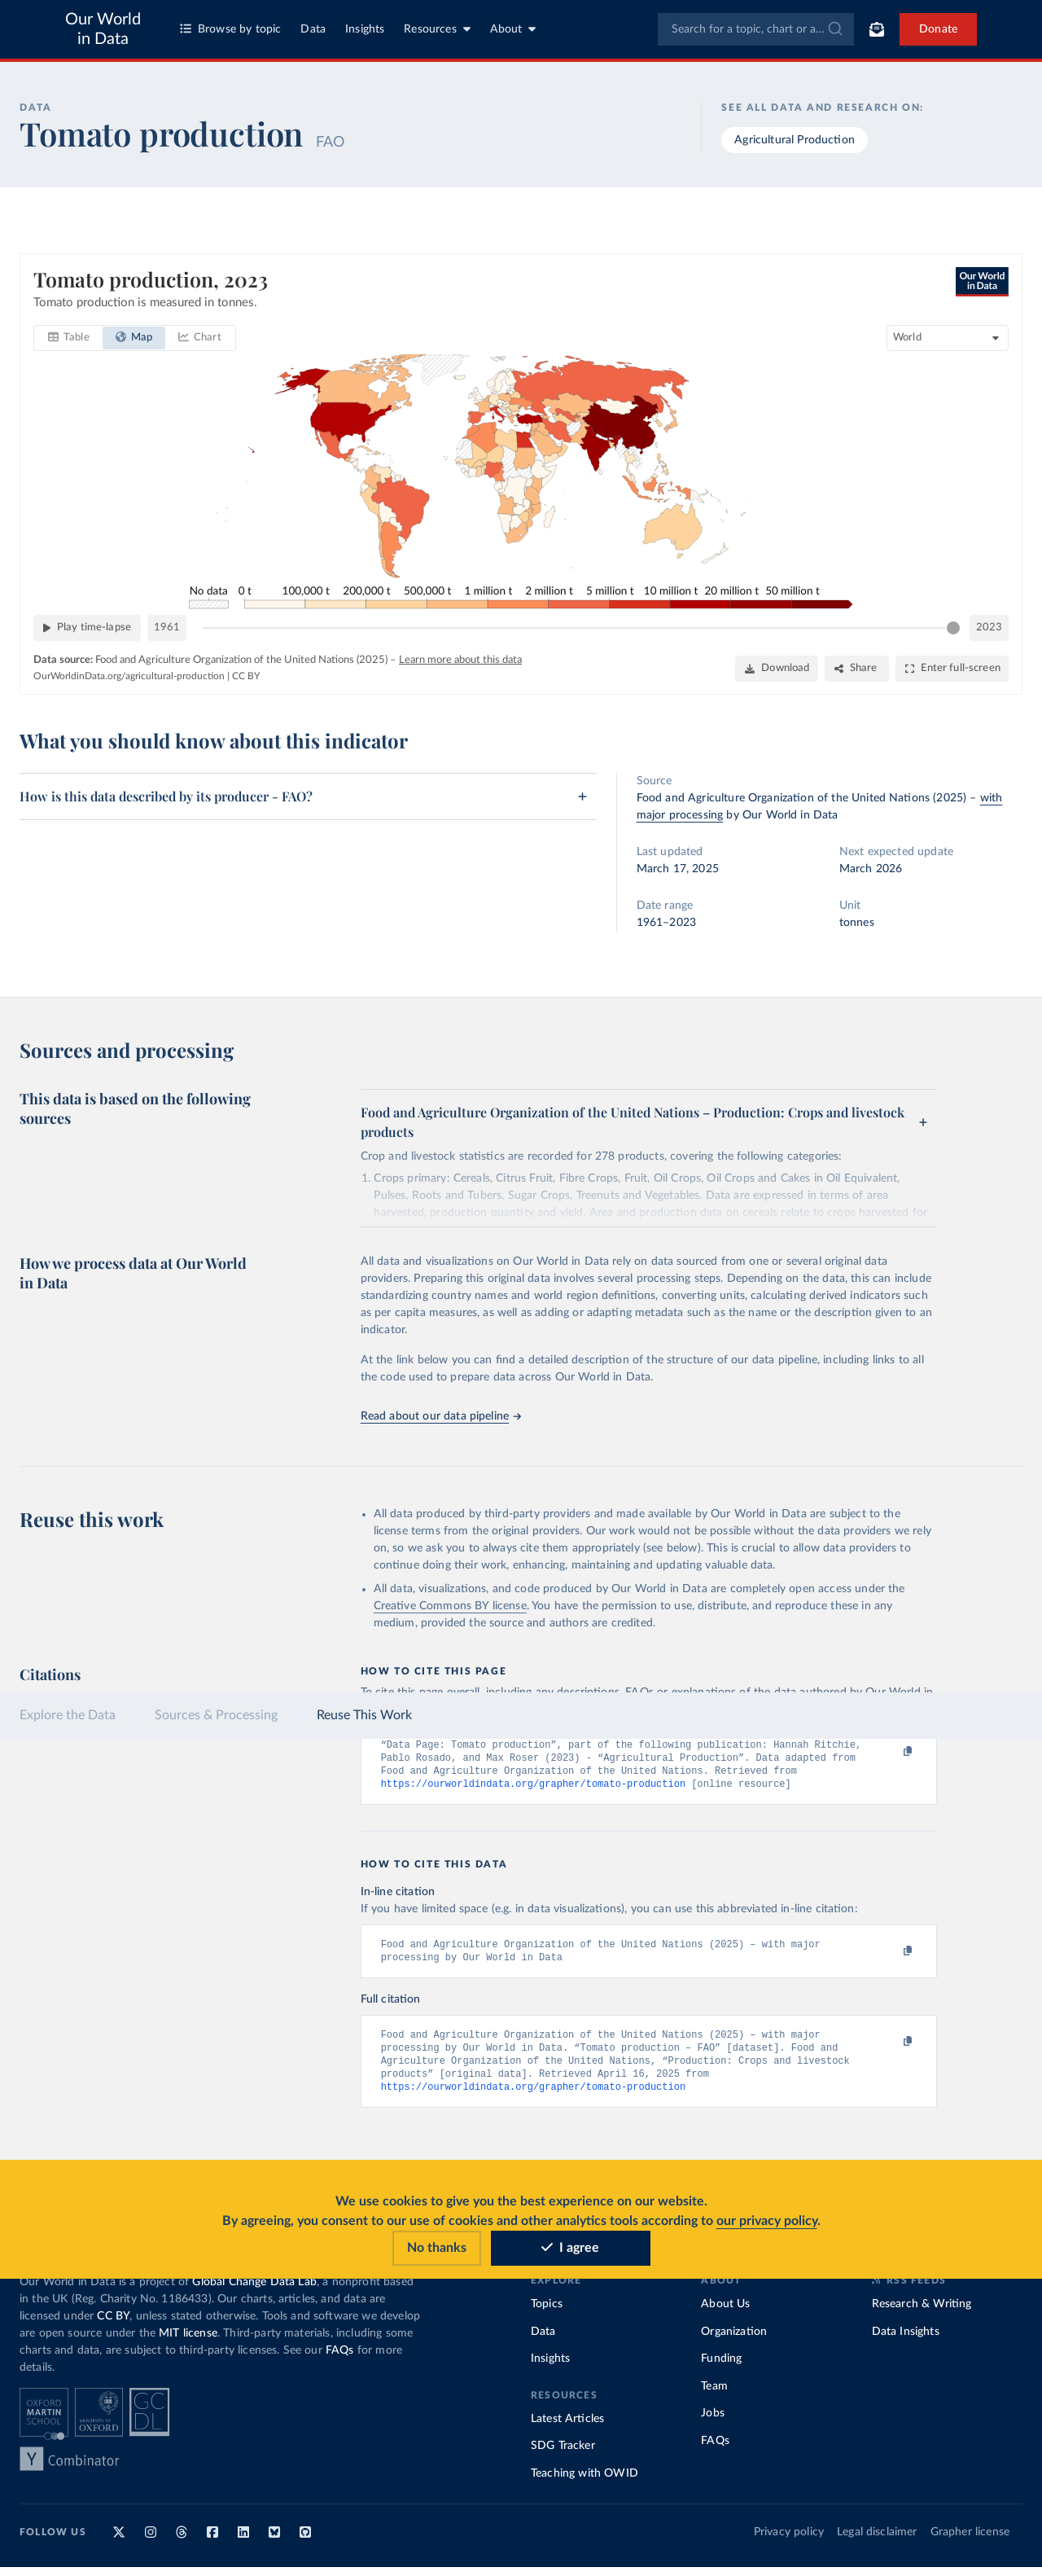 Our World
in Data
Browse by topic
Data
Insights
Resources
About
Search for a topic, chart or a...
Donate
DATA
Tomato production FAO
SEE ALL DATA AND RESEARCH ON:
Agricultural Production
Tomato production, 2023
Tomato production is measured in tonnes.
Our World
in Data
Table
Map
Chart
World
No data
0 t
100,000 t
200,000 t
500,000 t
1 million t
2 million t
5 million t
10 million t
20 million t
50 million t
Play time-lapse
1961
2023
Data source: Food and Agriculture Organization of the United Nations (2025) – Learn more about this data
OurWorldinData.org/agricultural-production | CC BY
Download
Share
Enter full-screen
What you should know about this indicator
How is this data described by its producer - FAO?
Source
Food and Agriculture Organization of the United Nations (2025) – with
major processing by Our World in Data
Last updated
March 17, 2025
Next expected update
March 2026
Date range
1961–2023
Unit
tonnes
Sources and processing
This data is based on the following
sources
Food and Agriculture Organization of the United Nations – Production: Crops and livestock
products
Crop and livestock statistics are recorded for 278 products, covering the following categories:
1. Crops primary: Cereals, Citrus Fruit, Fibre Crops, Fruit, Oil Crops, Oil Crops and Cakes in Oil Equivalent,
Pulses, Roots and Tubers, Sugar Crops, Treenuts and Vegetables. Data are expressed in terms of area
harvested, production quantity and yield. Area and production data on cereals relate to crops harvested for
How we process data at Our World
in Data
All data and visualizations on Our World in Data rely on data sourced from one or several original data
providers. Preparing this original data involves several processing steps. Depending on the data, this can include
standardizing country names and world region definitions, converting units, calculating derived indicators such
as per capita measures, as well as adding or adapting metadata such as the name or the description given to an
indicator.
At the link below you can find a detailed description of the structure of our data pipeline, including links to all
the code used to prepare data across Our World in Data.
Read about our data pipeline
Reuse this work
• All data produced by third-party providers and made available by Our World in Data are subject to the
license terms from the original providers. Our work would not be possible without the data providers we rely
on, so we ask you to always cite them appropriately (see below). This is crucial to allow data providers to
continue doing their work, enhancing, maintaining and updating valuable data.
• All data, visualizations, and code produced by Our World in Data are completely open access under the
Creative Commons BY license. You have the permission to use, distribute, and reproduce these in any
medium, provided the source and authors are credited.
Citations
HOW TO CITE THIS PAGE
To cite this page overall, including any descriptions, FAQs or explanations of the data authored by Our World in
Explore the Data
Sources & Processing
Reuse This Work
“Data Page: Tomato production”, part of the following publication: Hannah Ritchie,
Pablo Rosado, and Max Roser (2023) - “Agricultural Production”. Data adapted from
Food and Agriculture Organization of the United Nations. Retrieved from
https://ourworldindata.org/grapher/tomato-production [online resource]
HOW TO CITE THIS DATA
In-line citation
If you have limited space (e.g. in data visualizations), you can use this abbreviated in-line citation:
Food and Agriculture Organization of the United Nations (2025) – with major
processing by Our World in Data
Full citation
Food and Agriculture Organization of the United Nations (2025) – with major
processing by Our World in Data. “Tomato production – FAO” [dataset]. Food and
Agriculture Organization of the United Nations, “Production: Crops and livestock
products” [original data]. Retrieved April 16, 2025 from
https://ourworldindata.org/grapher/tomato-production
We use cookies to give you the best experience on our website.
By agreeing, you consent to our use of cookies and other analytics tools according to our privacy policy.
No thanks
I agree
Our World in Data is a project of Global Change Data Lab, a nonprofit based
in the UK (Reg. Charity No. 1186433). Our charts, articles, and data are
licensed under CC BY, unless stated otherwise. Tools and software we develop
are open source under the MIT license. Third-party materials, including some
charts and data, are subject to third-party licenses. See our FAQs for more
details.
OXFORD
MARTIN
SCHOOL
UNIVERSITY OF
OXFORD
GC
DL
Y Combinator
EXPLORE
Topics
Data
Insights
RESOURCES
Latest Articles
SDG Tracker
Teaching with OWID
ABOUT
About Us
Organization
Funding
Team
Jobs
FAQs
RSS FEEDS
Research & Writing
Data Insights
FOLLOW US
Privacy policy
Legal disclaimer
Grapher license